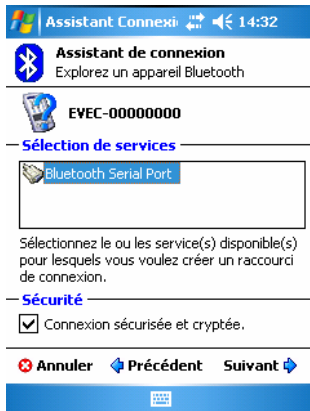 Assistant Connexi 14:32
Assistant de connexion
Explorez un appareil Bluetooth
EVEC-00000000
Sélection de services
Bluetooth Serial Port
Sélectionnez le ou les service(s) disponible(s)
pour lesquels vous voulez créer un raccourci
de connexion.
Sécurité
Connexion sécurisée et cryptée.
Annuler Précédent Suivant